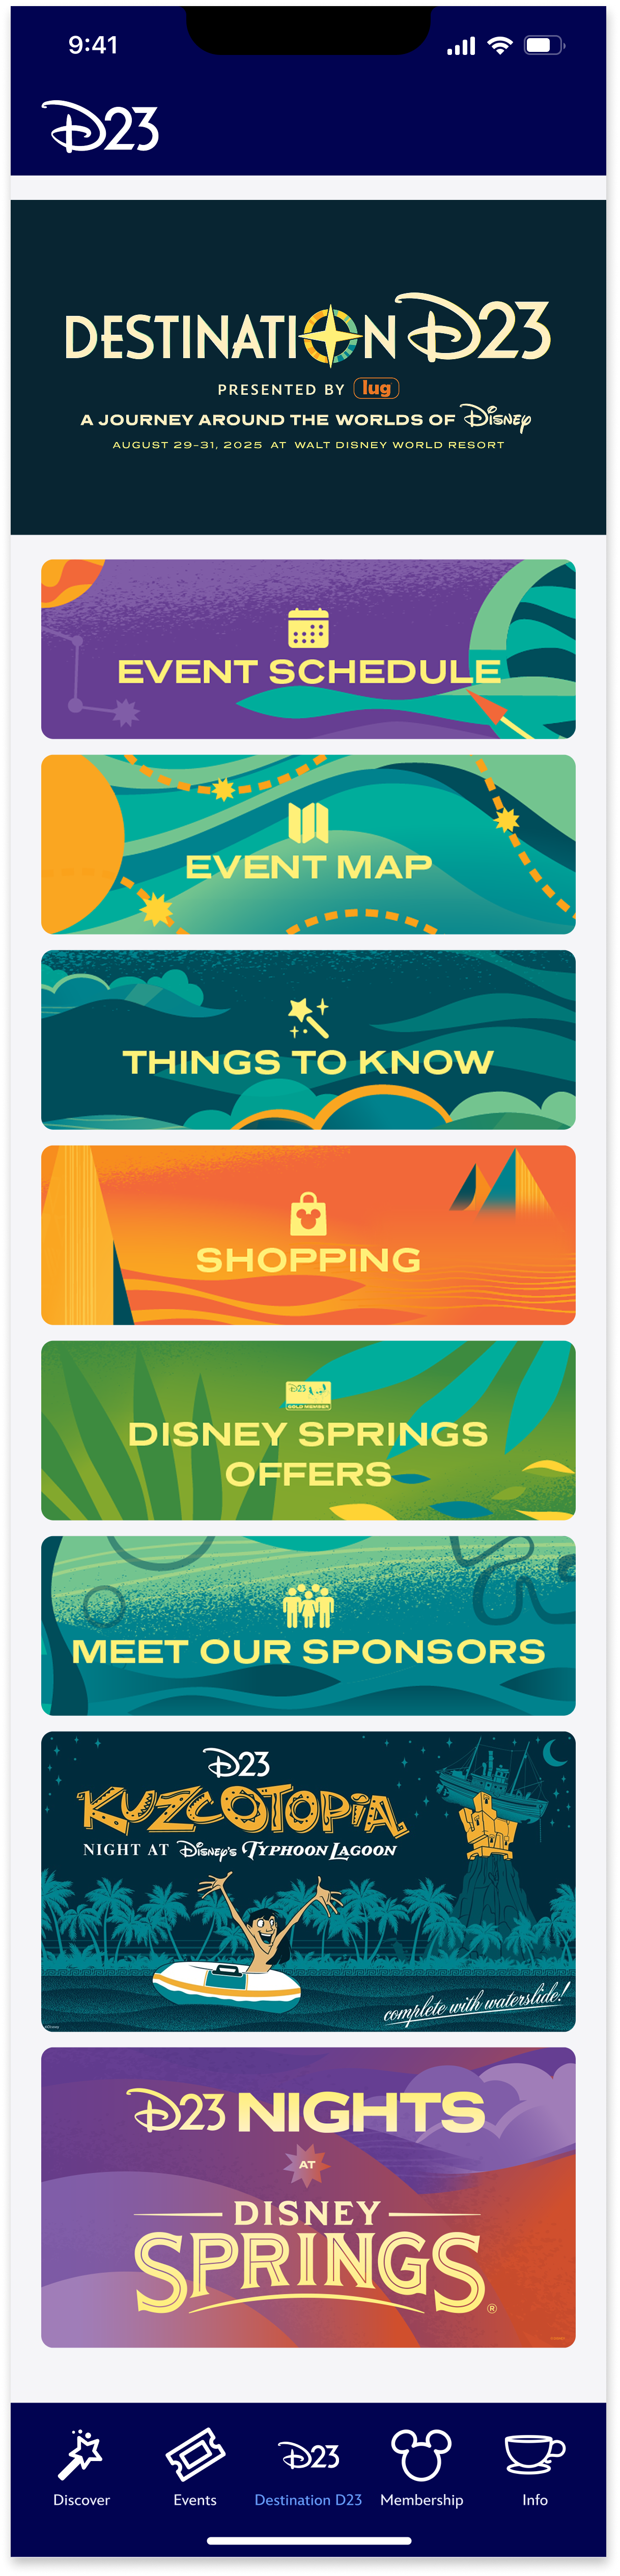 9:41
D23
DESTINATION D23
PRESENTED BY lug
A JOURNEY AROUND THE WORLDS OF Disney
AUGUST 29-31, 2025 AT WALT DISNEY WORLD RESORT
EVENT SCHEDULE
EVENT MAP
THINGS TO KNOW
SHOPPING
D23
GOLD MEMBER
DISNEY SPRINGS
OFFERS
MEET OUR SPONSORS
D23
KUZCOTOPIA
NIGHT AT Disney's TYPHOON LAGOON
complete with waterslide!
©Disney
D23 NIGHTS
AT
DISNEY
SPRINGS®
D23
Discover
Events
Destination D23
Membership
Info